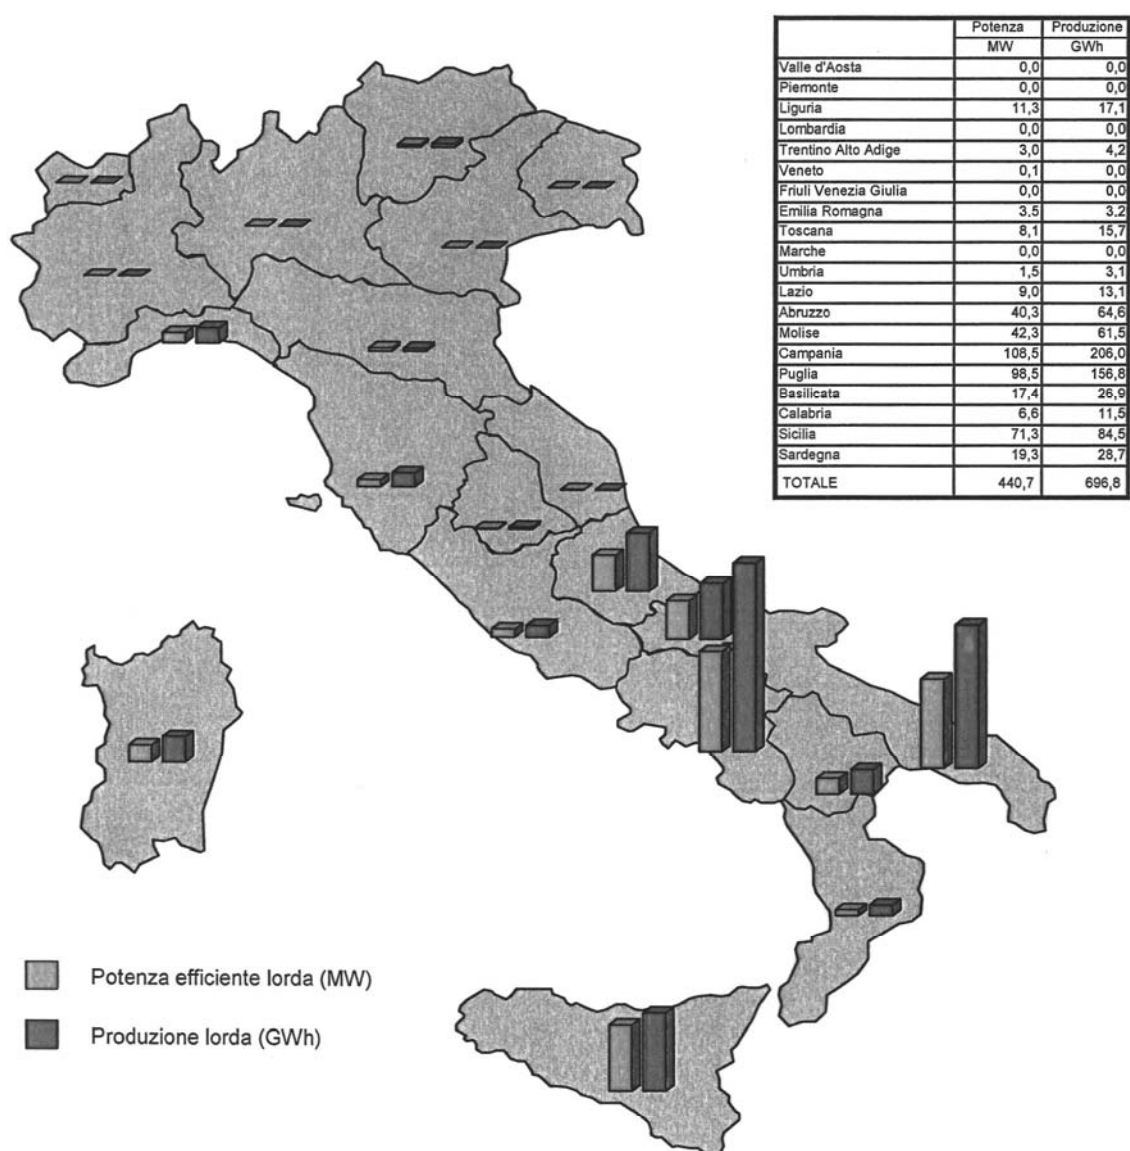 Potenza Produzione
MW GWh
Valle d'Aosta 0,0 0,0
Piemonte 0,0 0,0
Liguria 11,3 17,1
Lombardia 0,0 0,0
Trentino Alto Adige 3,0 4,2
Veneto 0,1 0,0
Friuli Venezia Giulia 0,0 0,0
Emilia Romagna 3,5 3,2
Toscana 8,1 15,7
Marche 0,0 0,0
Umbria 1,5 3,1
Lazio 9,0 13,1
Abruzzo 40,3 64,6
Molise 42,3 61,5
Campania 108,5 206,0
Puglia 98,5 156,8
Basilicata 17,4 26,9
Calabria 6,6 11,5
Sicilia 71,3 84,5
Sardegna 19,3 28,7
TOTALE 440,7 696,8
Potenza efficiente lorda (MW)
Produzione lorda (GWh)